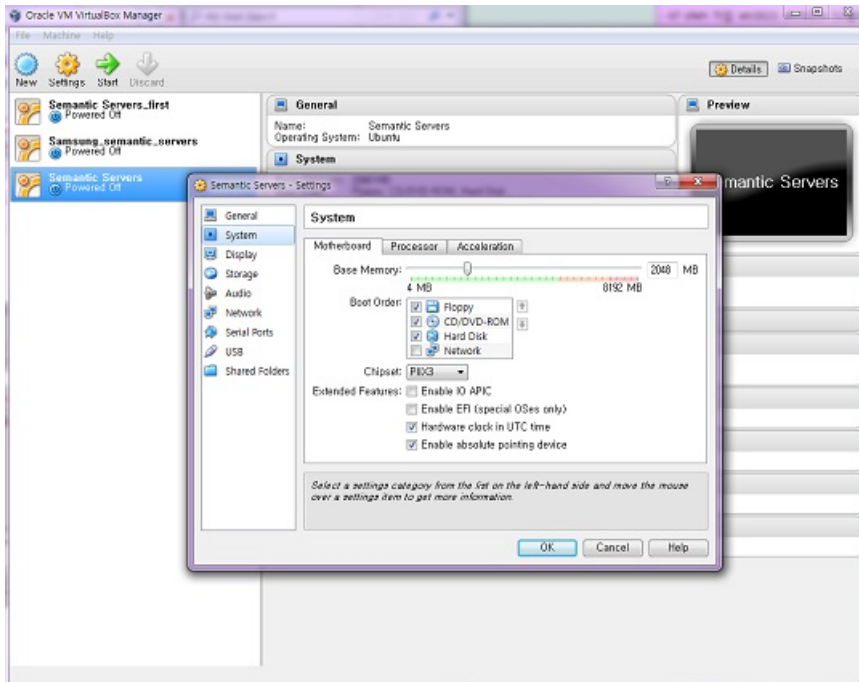 Oracle VM VirtualBox Manager
File Machine Help
New Settings Start Discard
Details Snapshots
Semantic Servers_first
Powered Off
Samsung_semantic_servers
Powered Off
Semantic Servers
Powered Off
General
Name: Semantic Servers
Operating System: Ubuntu
System
Preview
mantic Servers
Semantic Servers - Settings
General
System
Display
Storage
Audio
Network
Serial Ports
USB
Shared Folders
System
Motherboard Processor Acceleration
Base Memory: 2048 MB
4 MB 8192 MB
Boot Order: Floppy
CD/DVD-ROM
Hard Disk
Network
Chipset: PIIX3
Extended Features: Enable IO APIC
Enable EFI (special OSes only)
Hardware clock in UTC time
Enable absolute pointing device
Select a settings category from the list on the left-hand side and move the mouse
over a settings item to get more information.
OK Cancel Help